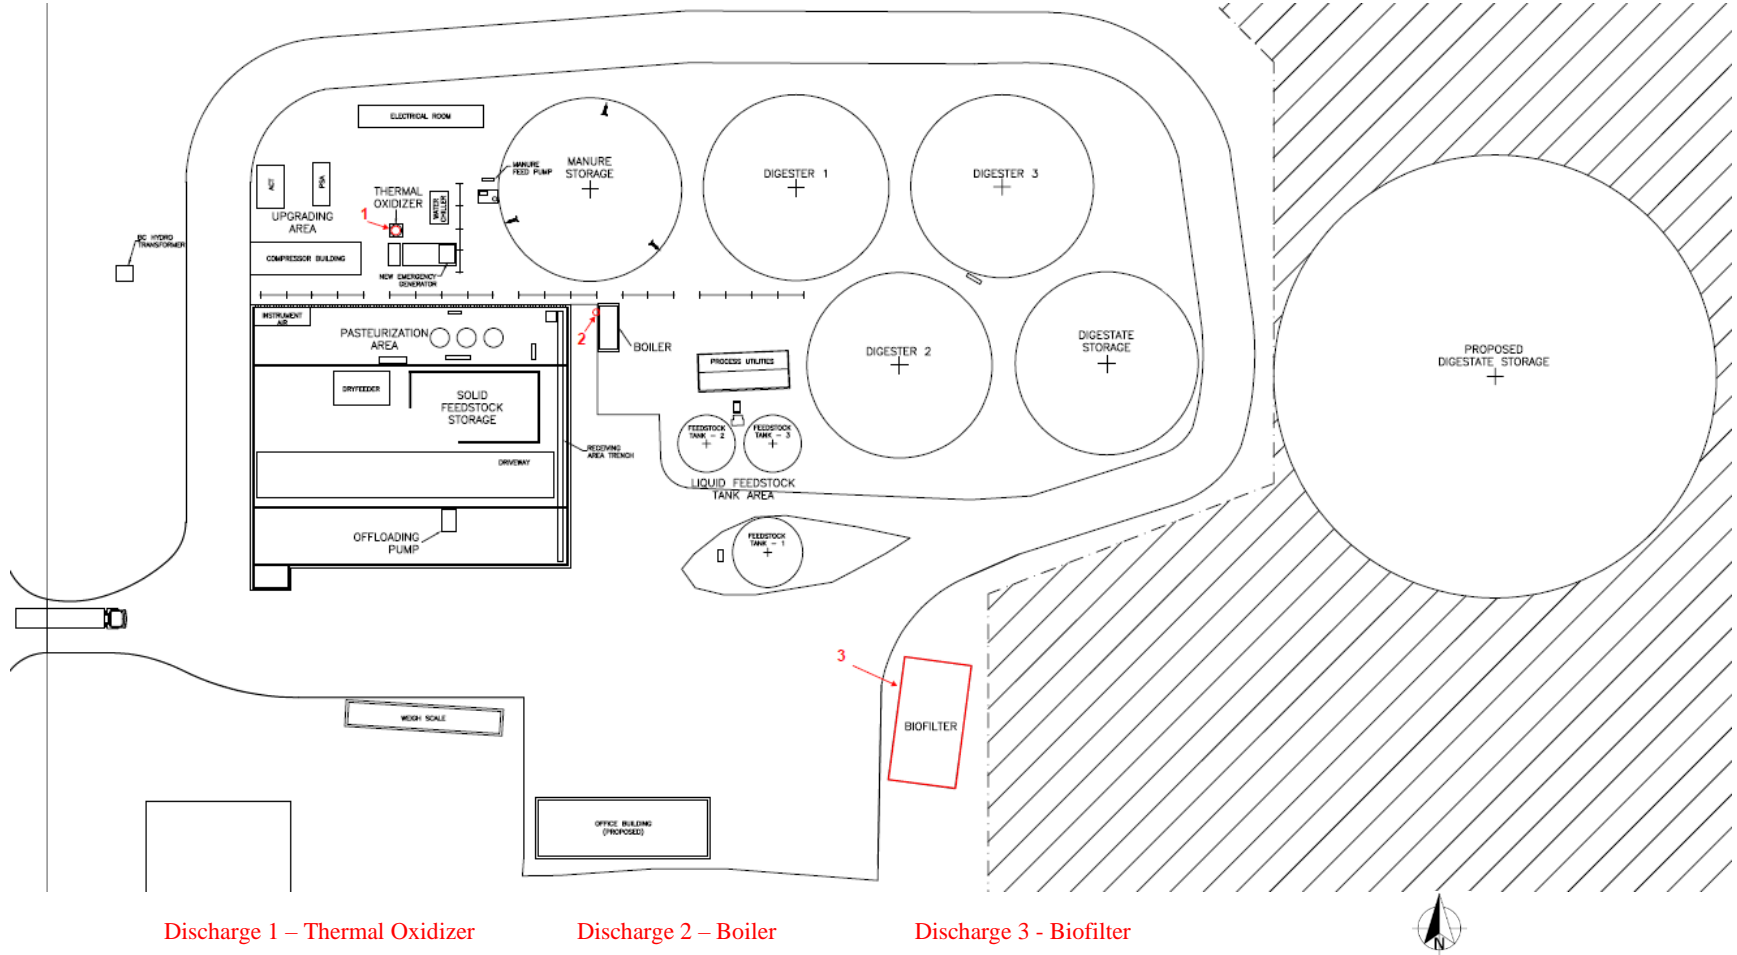 ELECTRICAL ROOM
ACT
PSA
UPGRADING
AREA
THERMAL
OXIDIZER
1
WATER
CHILLER
MANURE
FEED PUMP
MANURE
STORAGE
DIGESTER 1
DIGESTER 3
BC HYDRO
TRANSFORMER
COMPRESSOR BUILDING
NEW EMERGENCY
GENERATOR
INSTRUMENT
AIR
PASTEURIZATION
AREA
2
BOILER
PROCESS UTILITIES
DIGESTER 2
DIGESTATE
STORAGE
PROPOSED
DIGESTATE STORAGE
DRYFEEDER
SOLID
FEEDSTOCK
STORAGE
FEEDSTOCK
TANK - 2
FEEDSTOCK
TANK - 3
RECEIVING
AREA TRENCH
DRIVEWAY
LIQUID FEEDSTOCK
TANK AREA
OFFLOADING
PUMP
FEEDSTOCK
TANK - 1
3
BIOFILTER
WEIGH SCALE
OFFICE BUILDING
(PROPOSED)
Discharge 1 – Thermal Oxidizer
Discharge 2 – Boiler
Discharge 3 - Biofilter
N